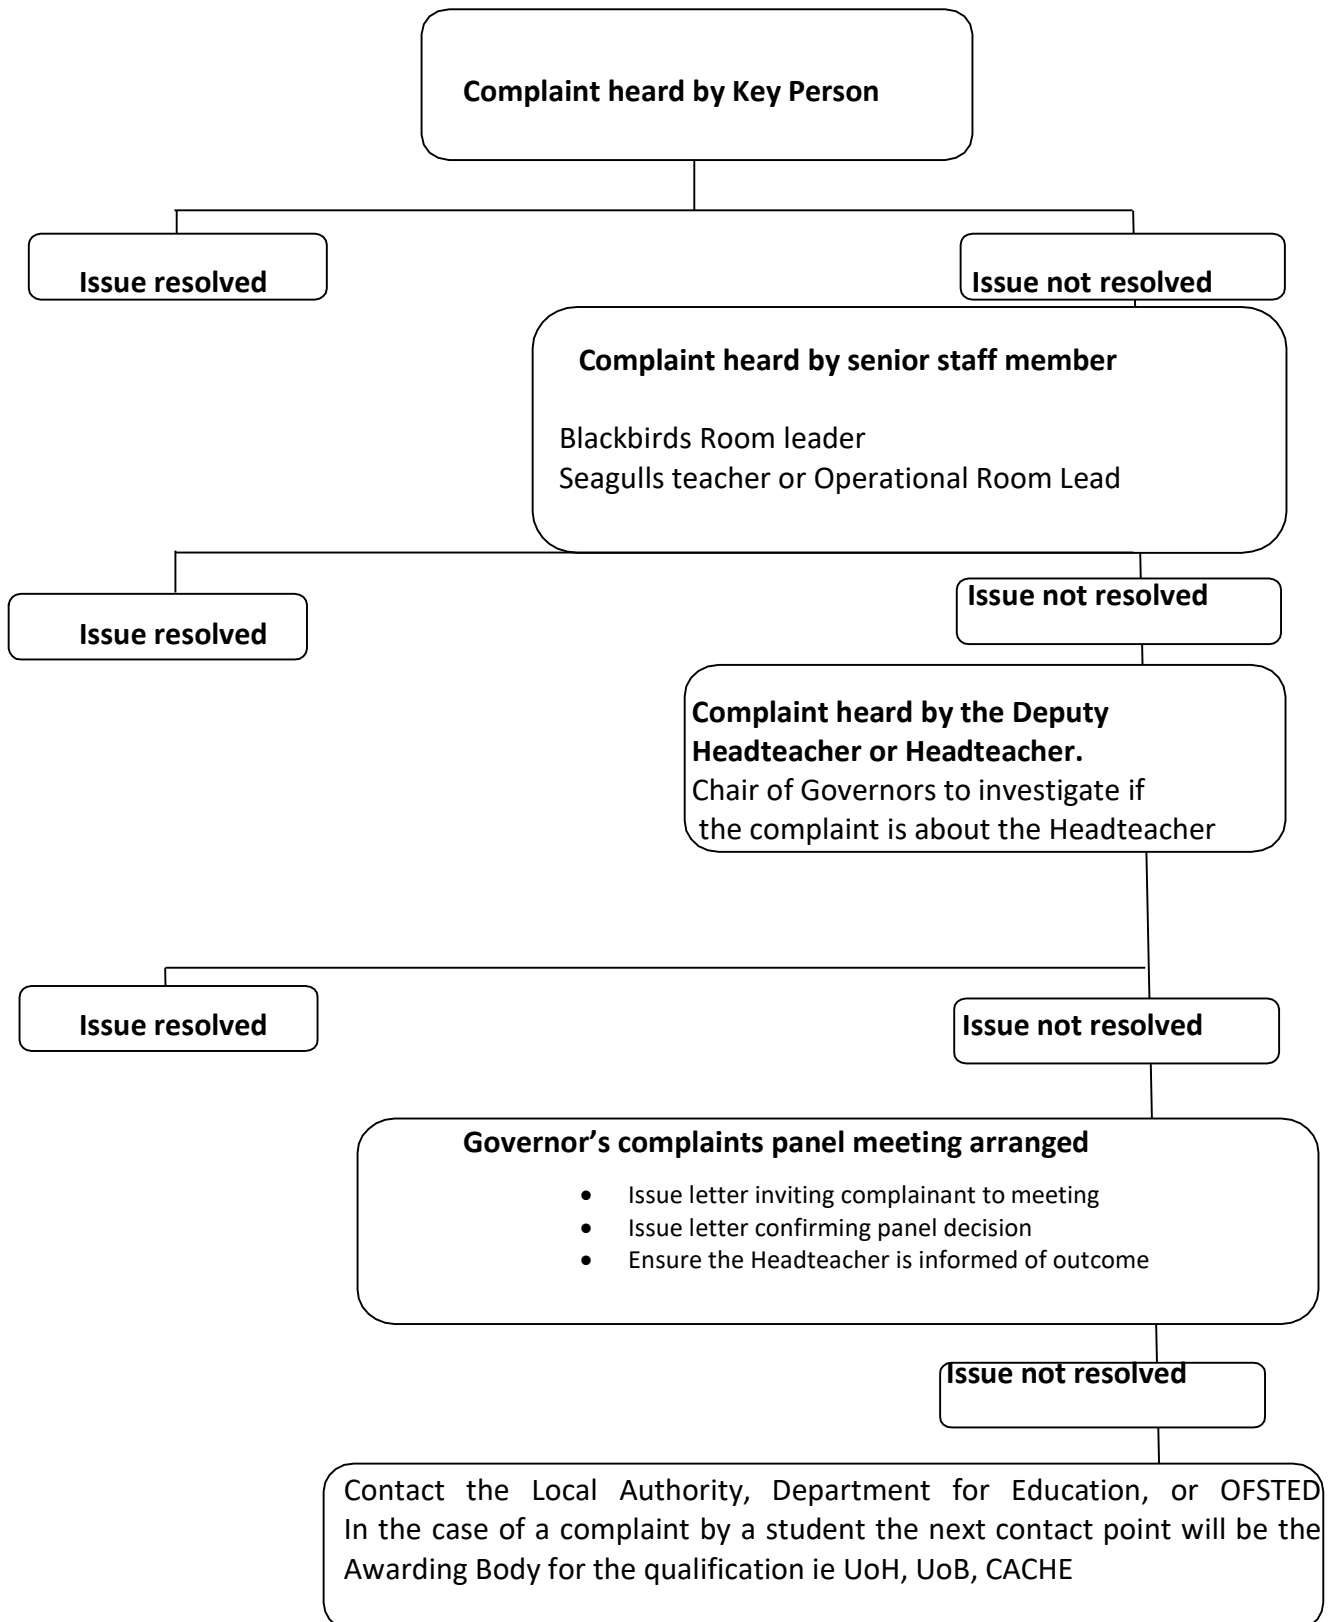 Complaint heard by Key Person
Issue resolved
Issue not resolved
Complaint heard by senior staff member
Blackbirds Room leader
Seagulls teacher or Operational Room Lead
Issue not resolved
Issue resolved
Complaint heard by the Deputy
Headteacher or Headteacher.
Chair of Governors to investigate if
the complaint is about the Headteacher
Issue resolved
Issue not resolved
Governor’s complaints panel meeting arranged
• Issue letter inviting complainant to meeting
• Issue letter confirming panel decision
• Ensure the Headteacher is informed of outcome
Issue not resolved
Contact the Local Authority, Department for Education, or OFSTED
In the case of a complaint by a student the next contact point will be the
Awarding Body for the qualification ie UoH, UoB, CACHE